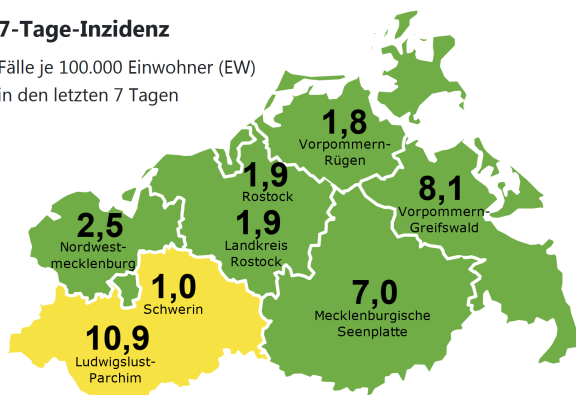 7-Tage-Inzidenz
Fälle je 100.000 Einwohner (EW)
in den letzten 7 Tagen
1,8
Vorpommern-
Rügen
1,9
Rostock
8,1
Vorpommern-
Greifswald
1,9
Landkreis
Rostock
2,5
Nordwest-
mecklenburg
1,0
Schwerin
7,0
Mecklenburgische
Seenplatte
10,9
Ludwigslust-
Parchim